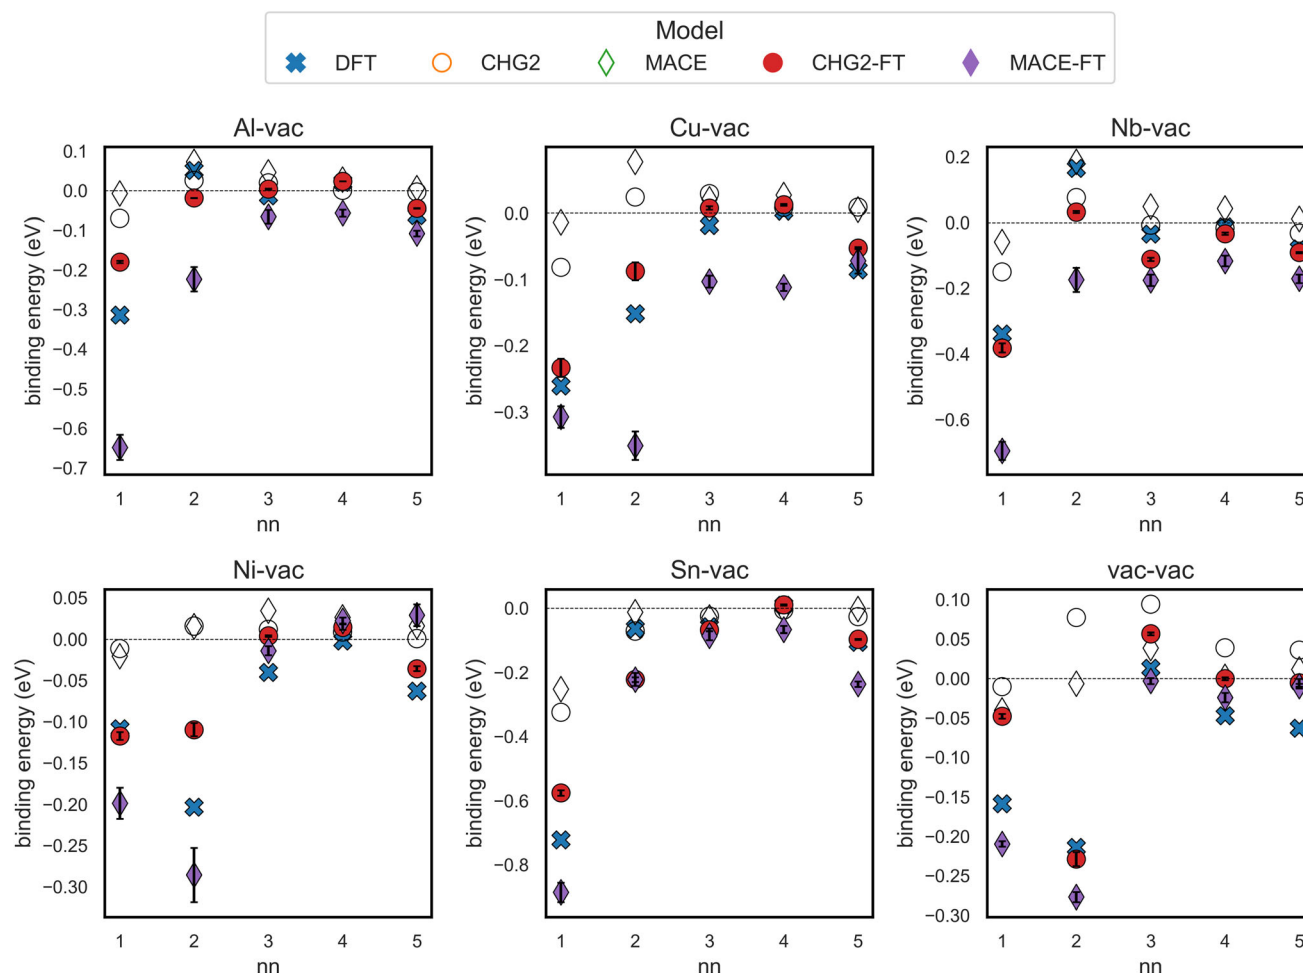 Model
DFT CHG2 MACE CHG2-FT MACE-FT
Al-vac
binding energy (eV)
0.1
0.0
−0.1
−0.2
−0.3
−0.4
−0.5
−0.6
−0.7
1 2 3 4 5
nn
Cu-vac
binding energy (eV)
0.0
−0.1
−0.2
−0.3
1 2 3 4 5
nn
Nb-vac
binding energy (eV)
0.2
0.0
−0.2
−0.4
−0.6
1 2 3 4 5
nn
Ni-vac
binding energy (eV)
0.05
0.00
−0.05
−0.10
−0.15
−0.20
−0.25
−0.30
1 2 3 4 5
nn
Sn-vac
binding energy (eV)
0.0
−0.2
−0.4
−0.6
−0.8
1 2 3 4 5
nn
vac-vac
binding energy (eV)
0.10
0.05
0.00
−0.05
−0.10
−0.15
−0.20
−0.25
−0.30
1 2 3 4 5
nn